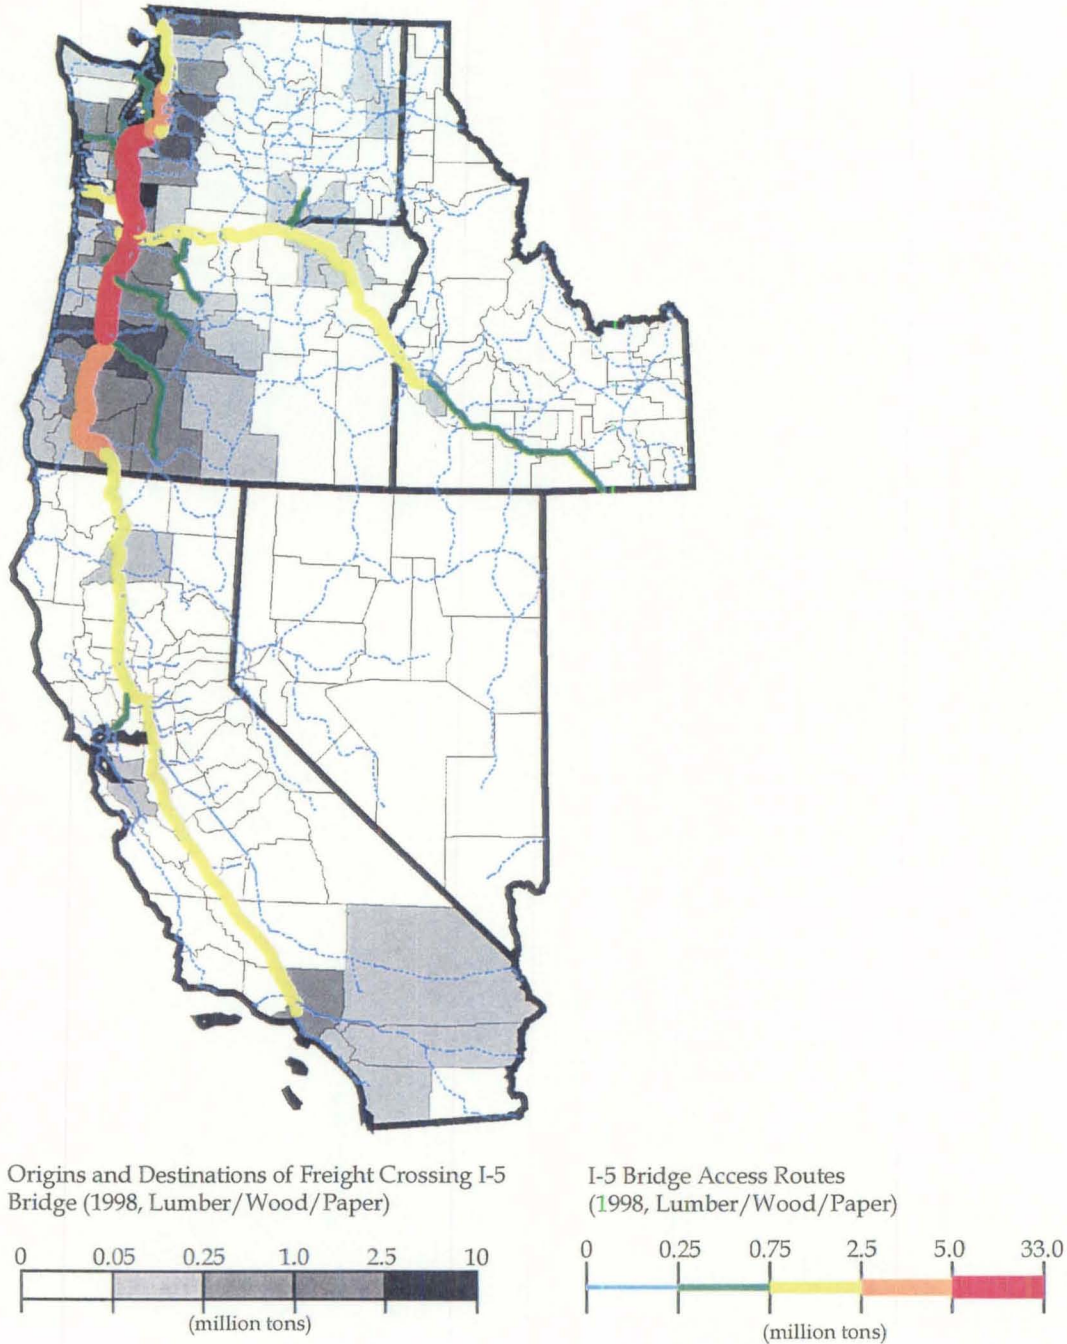 Origins and Destinations of Freight Crossing I-5
Bridge (1998, Lumber/Wood/Paper)
0 0.05 0.25 1.0 2.5 10
(million tons)
I-5 Bridge Access Routes
(1998, Lumber/Wood/Paper)
0 0.25 0.75 2.5 5.0 33.0
(million tons)